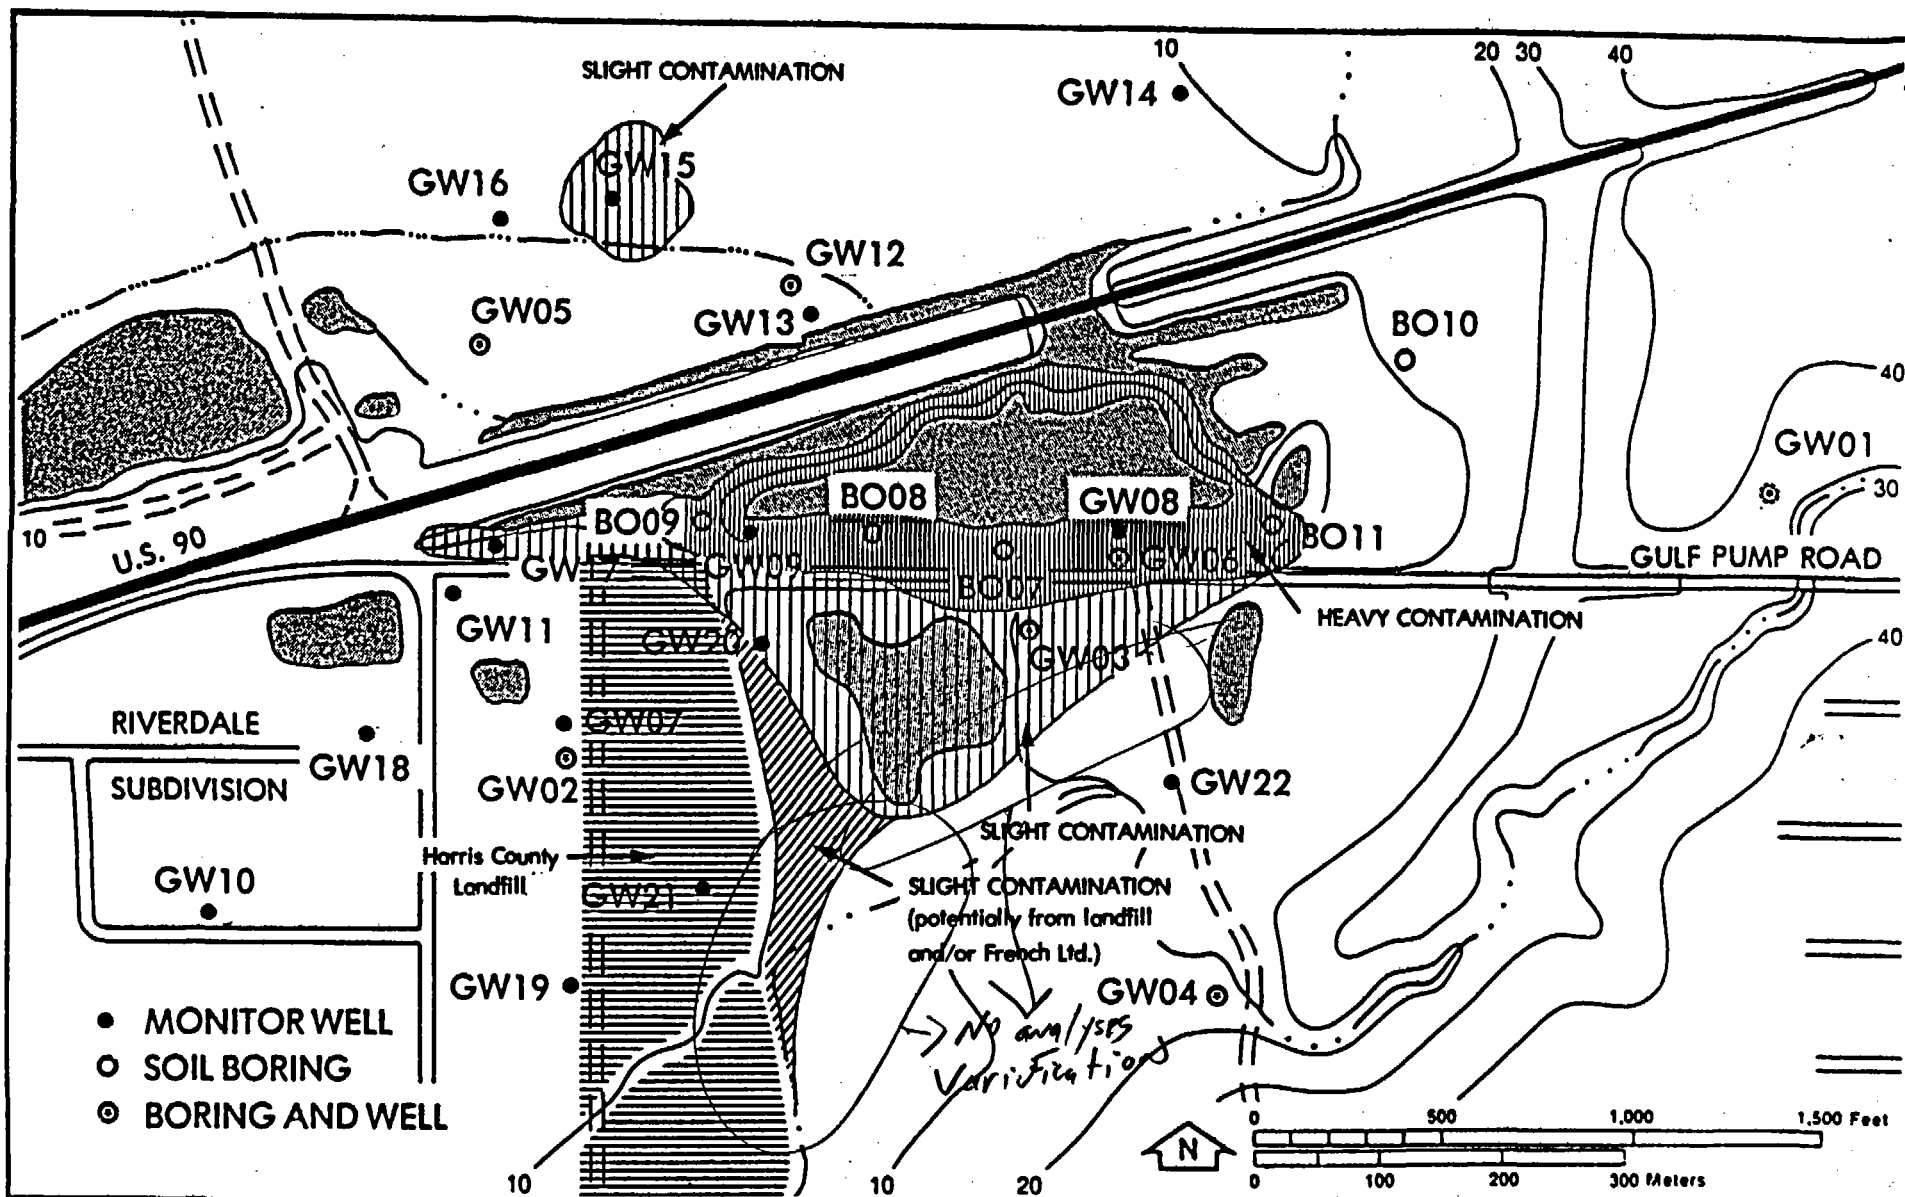 10
20 30
40
SLIGHT CONTAMINATION
GW14
GW15
GW16
GW12
GW05
GW13
BO10
40
GW01
30
BO08
GW08
BO09
BO11
10
U.S. 90
GW17
GW09
BO07
GW06
GULF PUMP ROAD
GW11
HEAVY CONTAMINATION
GW20
GW03
40
RIVERDALE
SUBDIVISION
GW07
GW18
GW02
GW22
SLIGHT CONTAMINATION
Harris County
Landfill
GW10
GW21
SLIGHT CONTAMINATION
(potentially from landfill
and/or French Ltd.)
GW19
GW04
No analyses
Varification
MONITOR WELL
SOIL BORING
BORING AND WELL
N
0 500 1,000 1,500 Feet
0 100 200 300 Meters
10
10
20